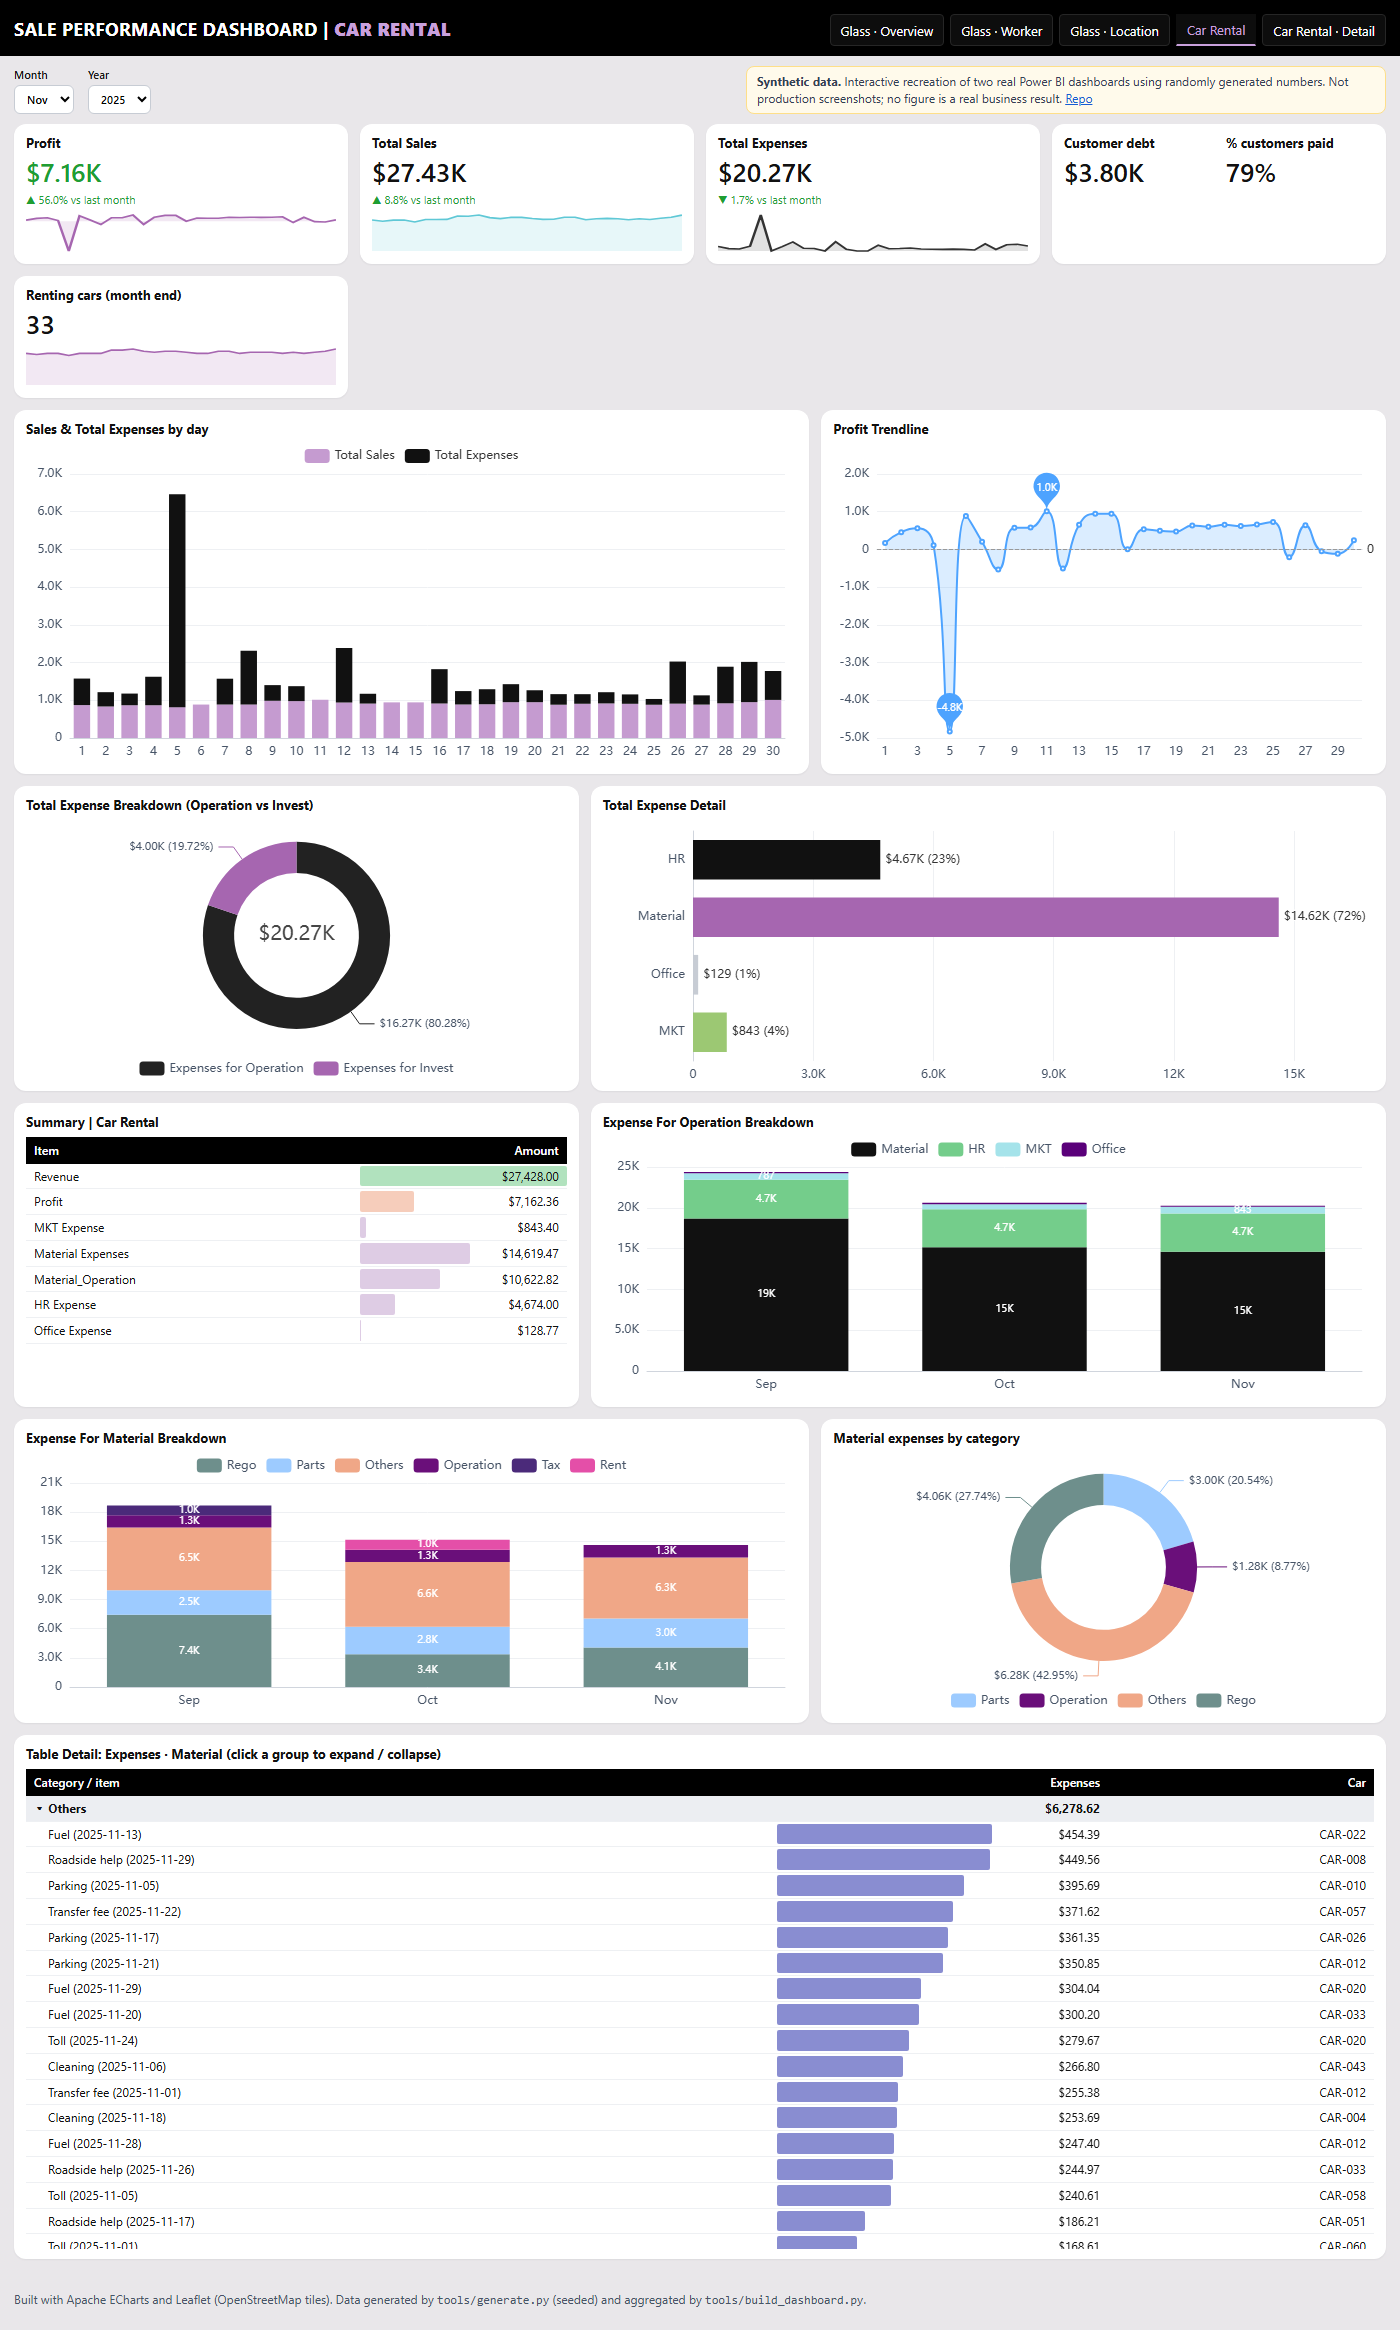 SALE PERFORMANCE DASHBOARD | CAR RENTAL
Glass · Overview
Glass · Worker
Glass · Location
Car Rental
Car Rental · Detail
Month
Year
Nov
2025
Synthetic data. Interactive recreation of two real Power BI dashboards using randomly generated numbers. Not
production screenshots; no figure is a real business result. Repo
Profit
$7.16K
▲ 56.0% vs last month
Total Sales
$27.43K
▲ 8.8% vs last month
Total Expenses
$20.27K
▼ 1.7% vs last month
Customer debt
$3.80K
% customers paid
79%
Renting cars (month end)
33
Sales & Total Expenses by day
Total Sales
Total Expenses
7.0K
6.0K
5.0K
4.0K
3.0K
2.0K
1.0K
0
1 2 3 4 5 6 7 8 9 10 11 12 13 14 15 16 17 18 19 20 21 22 23 24 25 26 27 28 29 30
Profit Trendline
2.0K
1.0K
0
-1.0K
-2.0K
-3.0K
-4.0K
-5.0K
1.0K
-4.8K
0
1 3 5 7 9 11 13 15 17 19 21 23 25 27 29
Total Expense Breakdown (Operation vs Invest)
$4.00K (19.72%)
$20.27K
$16.27K (80.28%)
Expenses for Operation
Expenses for Invest
Total Expense Detail
HR
$4.67K (23%)
Material
$14.62K (72%)
Office
$129 (1%)
MKT
$843 (4%)
0 3.0K 6.0K 9.0K 12K 15K
Summary | Car Rental
Item Amount
Revenue $27,428.00
Profit $7,162.36
MKT Expense $843.40
Material Expenses $14,619.47
Material_Operation $10,622.82
HR Expense $4,674.00
Office Expense $128.77
Expense For Operation Breakdown
Material
HR
MKT
Office
25K
20K
15K
10K
5.0K
0
787
4.7K
19K
4.7K
15K
843
4.7K
15K
Sep Oct Nov
Expense For Material Breakdown
Rego
Parts
Others
Operation
Tax
Rent
21K
18K
15K
12K
9.0K
6.0K
3.0K
0
1.0K
1.3K
6.5K
2.5K
7.4K
1.0K
1.3K
6.6K
2.8K
3.4K
1.3K
6.3K
3.0K
4.1K
Sep Oct Nov
Material expenses by category
$3.00K (20.54%)
$4.06K (27.74%)
$1.28K (8.77%)
$6.28K (42.95%)
Parts
Operation
Others
Rego
Table Detail: Expenses · Material (click a group to expand / collapse)
Category / item Expenses Car
▾ Others $6,278.62
Fuel (2025-11-13) $454.39 CAR-022
Roadside help (2025-11-29) $449.56 CAR-008
Parking (2025-11-05) $395.69 CAR-010
Transfer fee (2025-11-22) $371.62 CAR-057
Parking (2025-11-17) $361.35 CAR-026
Parking (2025-11-21) $350.85 CAR-012
Fuel (2025-11-29) $304.04 CAR-020
Fuel (2025-11-20) $300.20 CAR-033
Toll (2025-11-24) $279.67 CAR-020
Cleaning (2025-11-06) $266.80 CAR-043
Transfer fee (2025-11-01) $255.38 CAR-012
Cleaning (2025-11-18) $253.69 CAR-004
Fuel (2025-11-28) $247.40 CAR-012
Roadside help (2025-11-26) $244.97 CAR-033
Toll (2025-11-05) $240.61 CAR-058
Roadside help (2025-11-17) $186.21 CAR-051
Toll (2025-11-01) $168.61 CAR-060
Built with Apache ECharts and Leaflet (OpenStreetMap tiles). Data generated by tools/generate.py (seeded) and aggregated by tools/build_dashboard.py.